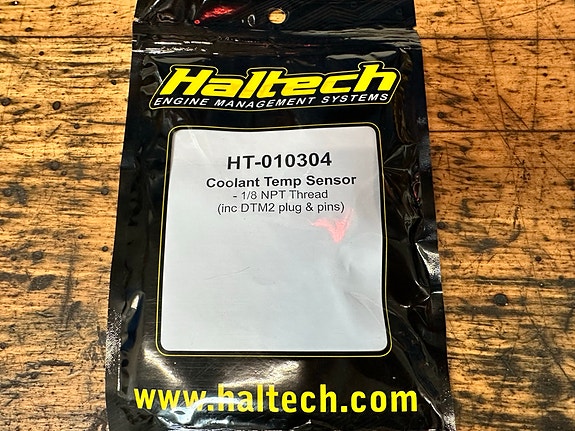 Haltech
ENGINE MANAGEMENT SYSTEMS
HT-010304
Coolant Temp Sensor
- 1/8 NPT Thread
(inc DTM2 plug & pins)
www.haltech.com